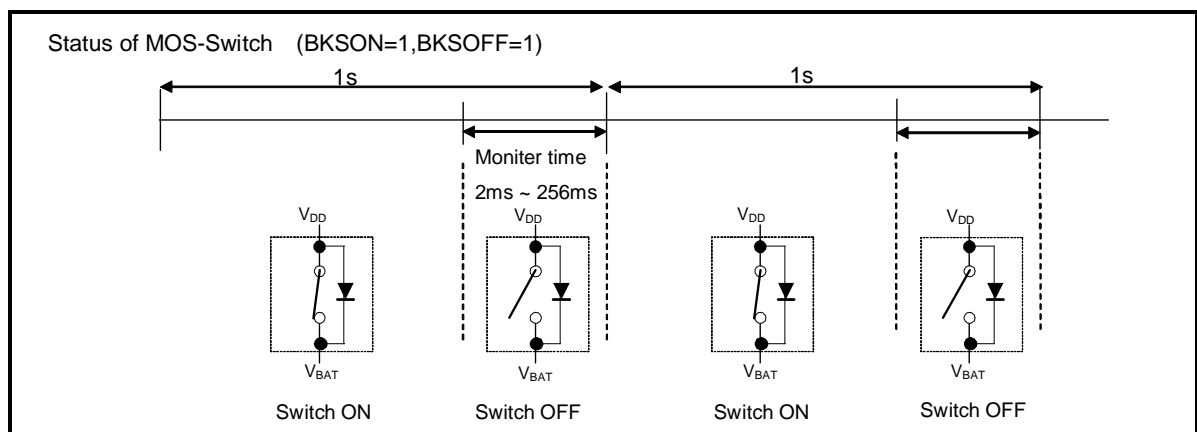 Status of MOS-Switch (BKSON=1,BKSOFF=1)
1s 1s
Moniter time
2ms ~ 256ms
VDD VDD VDD VDD
VBAT VBAT VBAT VBAT
Switch ON Switch OFF Switch ON Switch OFF